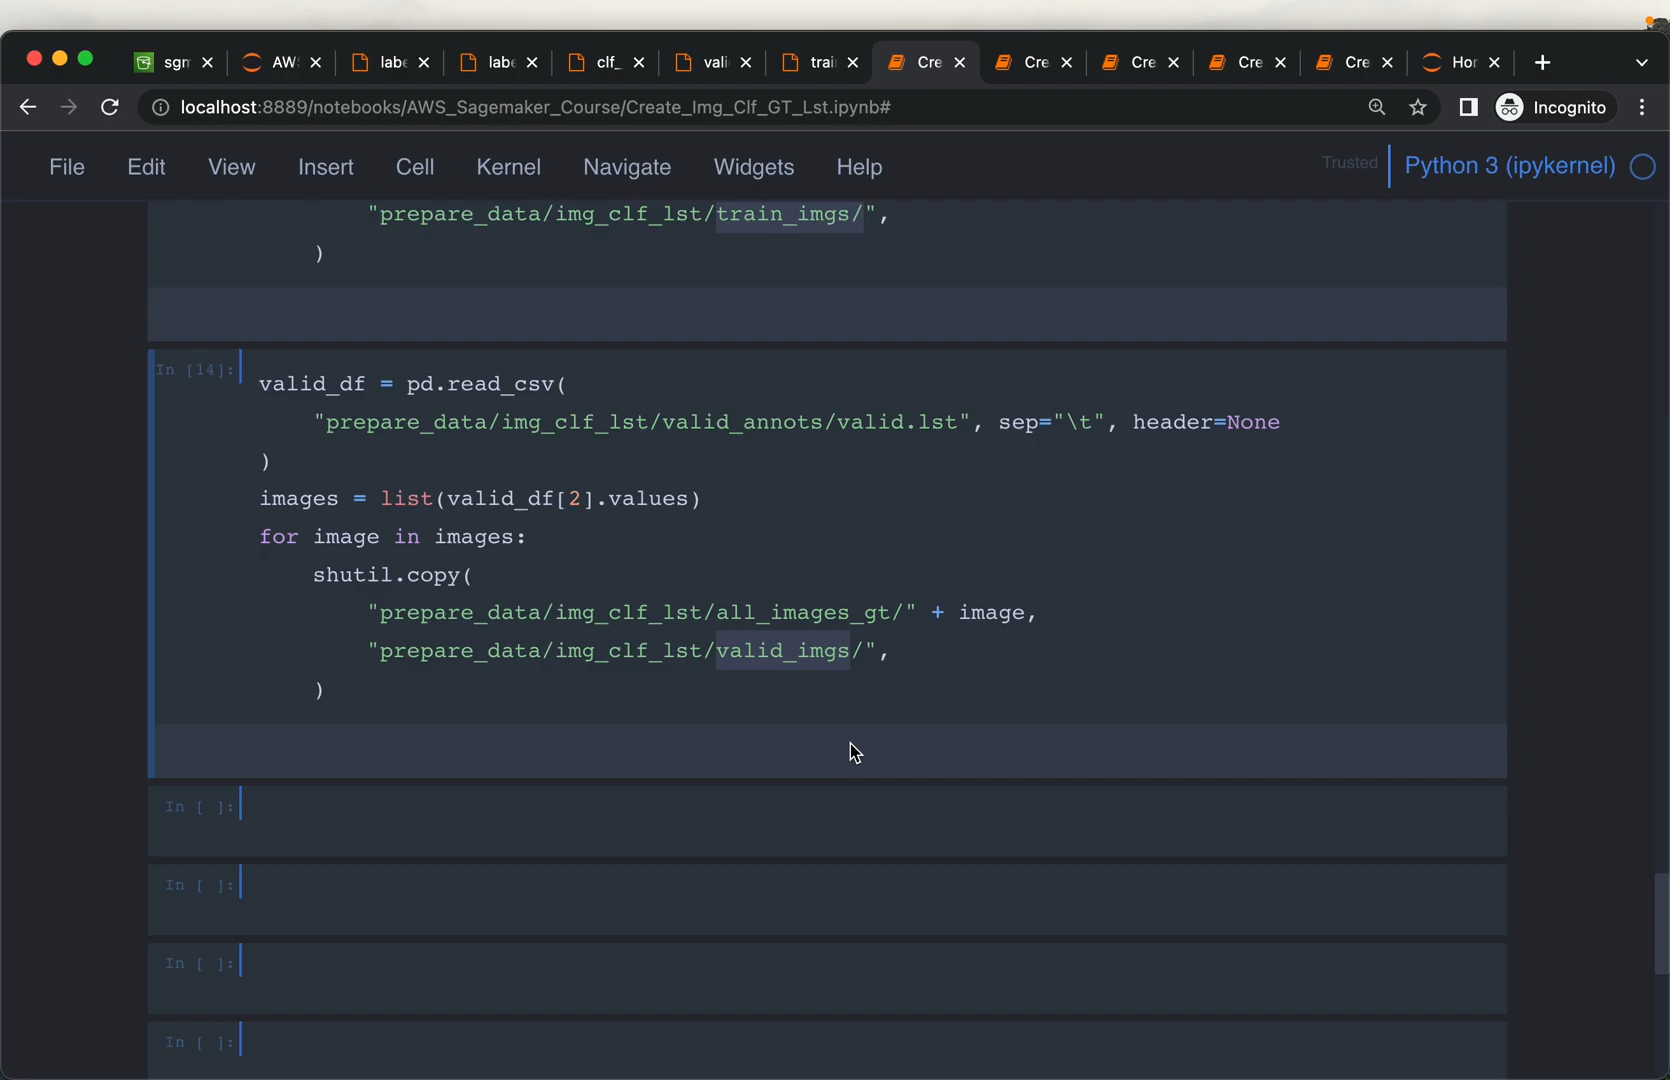 sgm
AW
labe
labe
clf_
vali
trai
Cre
Cre
Cre
Cre
Cre
Hor
localhost:8889/notebooks/AWS_Sagemaker_Course/Create_Img_Clf_GT_Lst.ipynb#
Incognito
File Edit View Insert Cell Kernel Navigate Widgets Help
Trusted
Python 3 (ipykernel)
"prepare_data/img_clf_lst/train_imgs/",
)
In [14]:
valid_df = pd.read_csv(
"prepare_data/img_clf_lst/valid_annots/valid.lst", sep="\t", header=None
)
images = list(valid_df[2].values)
for image in images:
shutil.copy(
"prepare_data/img_clf_lst/all_images_gt/" + image,
"prepare_data/img_clf_lst/valid_imgs/",
)
In [ ]:
In [ ]:
In [ ]:
In [ ]: